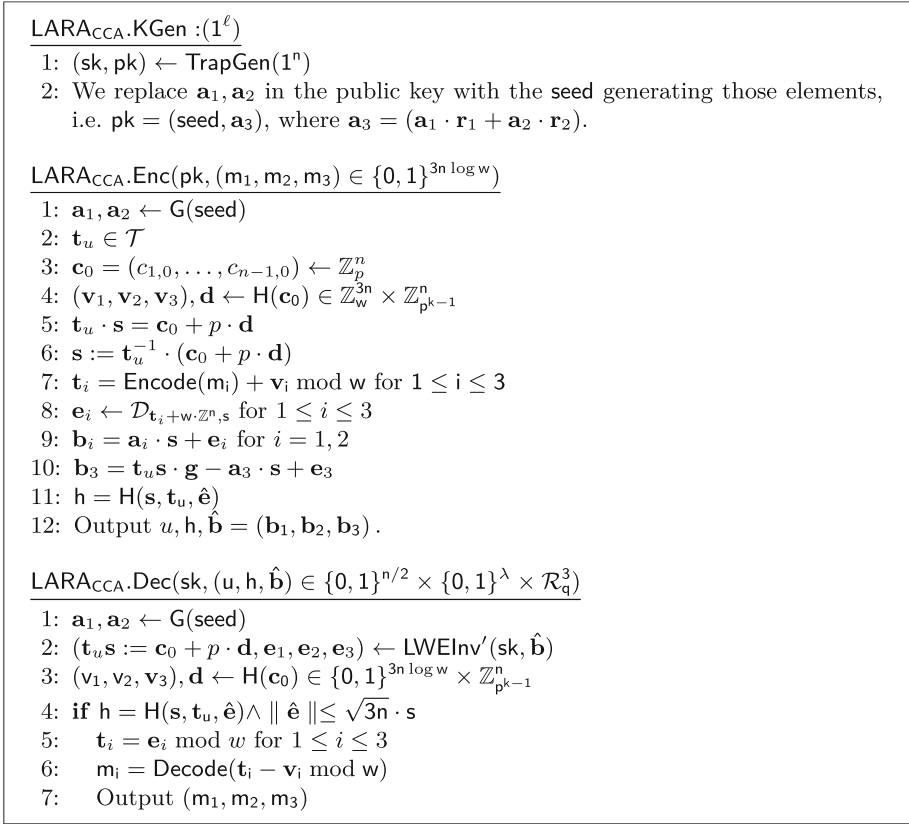 LARA_CCA.KGen :(1^ℓ)
1: (sk, pk) ← TrapGen(1^n)
2: We replace a_1, a_2 in the public key with the seed generating those elements,
i.e. pk = (seed, a_3), where a_3 = (a_1 · r_1 + a_2 · r_2).
LARA_CCA.Enc(pk, (m_1, m_2, m_3) ∈ {0, 1}^{3n log w})
1: a_1, a_2 ← G(seed)
2: t_u ∈ 𝒯
3: c_0 = (c_{1,0}, . . . , c_{n−1,0}) ← ℤ_p^n
4: (v_1, v_2, v_3), d ← H(c_0) ∈ ℤ_w^{3n} × ℤ_{p^{k−1}}^n
5: t_u · s = c_0 + p · d
6: s := t_u^{−1} · (c_0 + p · d)
7: t_i = Encode(m_i) + v_i mod w for 1 ≤ i ≤ 3
8: e_i ← 𝒟_{t_i+w·ℤ^n,s} for 1 ≤ i ≤ 3
9: b_i = a_i · s + e_i for i = 1, 2
10: b_3 = t_u s · g − a_3 · s + e_3
11: h = H(s, t_u, ê)
12: Output u, h, b̂ = (b_1, b_2, b_3) .
LARA_CCA.Dec(sk, (u, h, b̂) ∈ {0, 1}^{n/2} × {0, 1}^λ × ℛ_q^3)
1: a_1, a_2 ← G(seed)
2: (t_u s := c_0 + p · d, e_1, e_2, e_3) ← LWEInv′(sk, b̂)
3: (v_1, v_2, v_3), d ← H(c_0) ∈ {0, 1}^{3n log w} × ℤ_{p^{k−1}}^n
4: if h = H(s, t_u, ê)∧ ∥ ê ∥≤ √3n · s
5: t_i = e_i mod w for 1 ≤ i ≤ 3
6: m_i = Decode(t_i − v_i mod w)
7: Output (m_1, m_2, m_3)